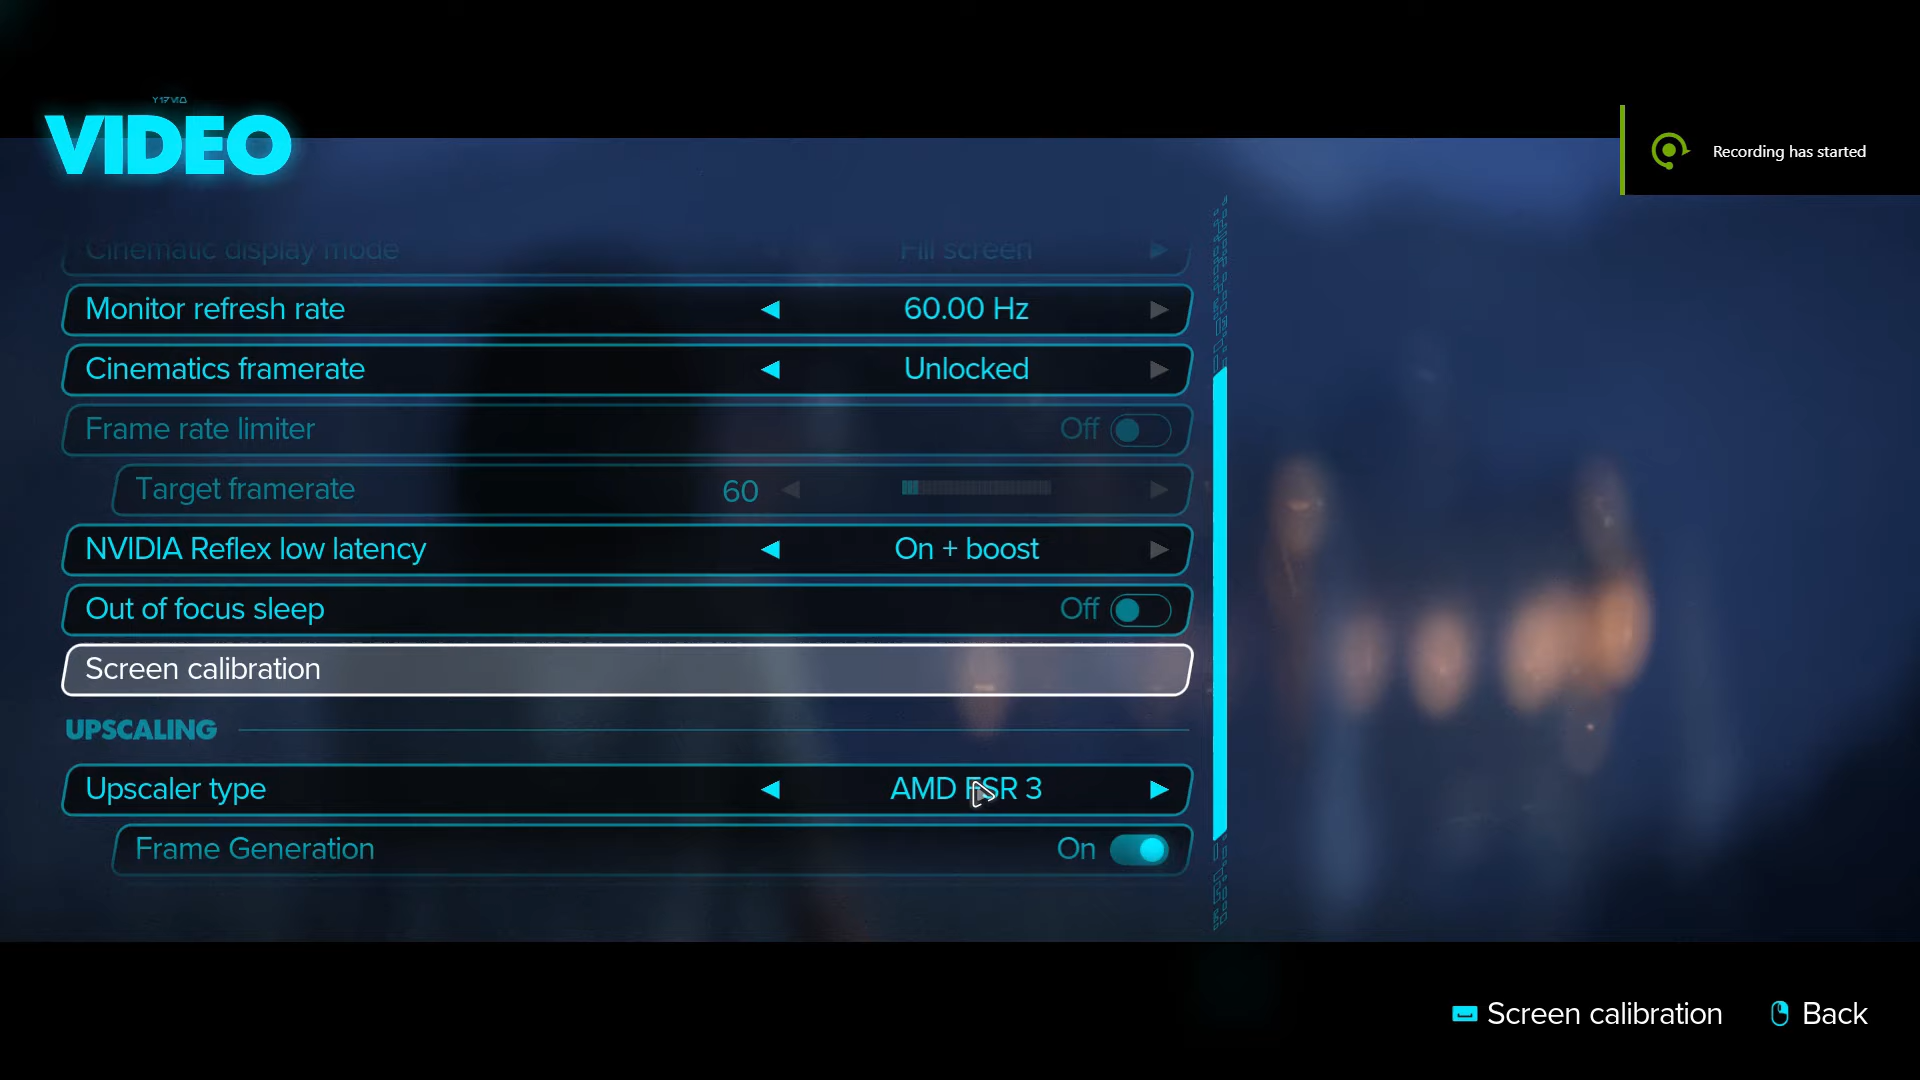 VIDEO
Recording has started
Cinematic display mode Fill screen
Monitor refresh rate 60.00 Hz
Cinematics framerate Unlocked
Frame rate limiter Off
Target framerate 60
NVIDIA Reflex low latency On + boost
Out of focus sleep Off
Screen calibration
UPSCALING
Upscaler type AMD FSR 3
Frame Generation On
Screen calibration Back